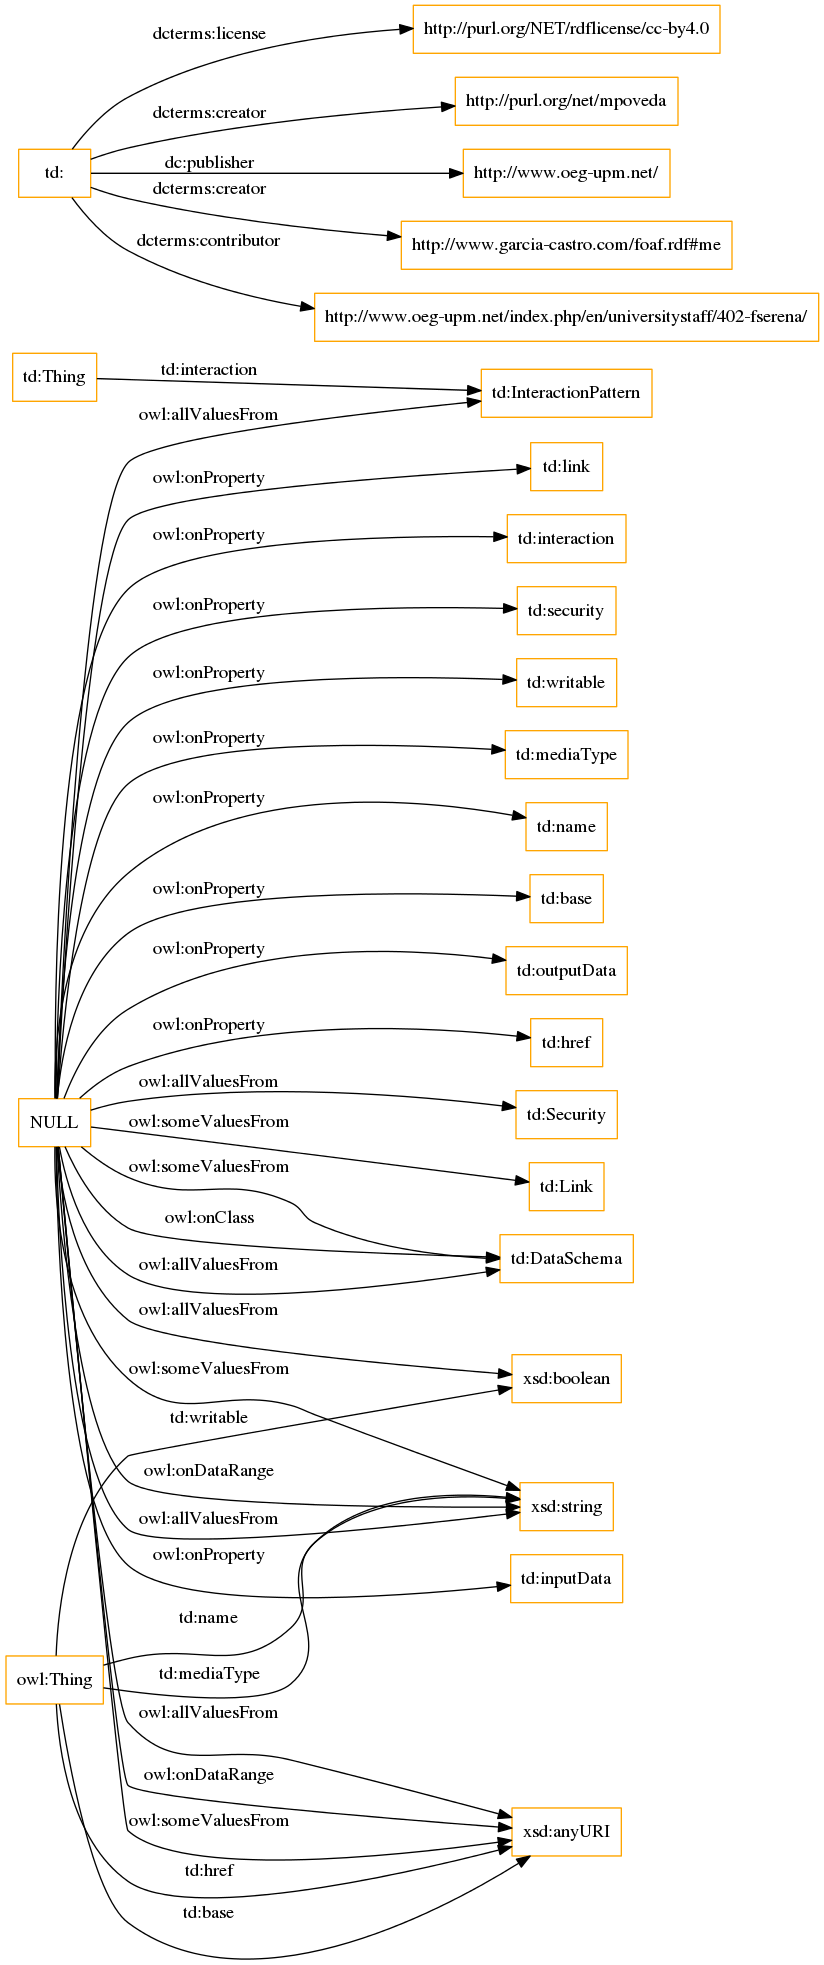 dcterms:license
http://purl.org/NET/rdflicense/cc-by4.0
dcterms:creator
http://purl.org/net/mpoveda
td:
dc:publisher
http://www.oeg-upm.net/
dcterms:creator
http://www.garcia-castro.com/foaf.rdf#me
dcterms:contributor
http://www.oeg-upm.net/index.php/en/universitystaff/402-fserena/
td:Thing
td:interaction
td:InteractionPattern
owl:allValuesFrom
owl:onProperty
td:link
owl:onProperty
td:interaction
owl:onProperty
td:security
owl:onProperty
td:writable
owl:onProperty
td:mediaType
owl:onProperty
td:name
owl:onProperty
td:base
owl:onProperty
td:outputData
owl:onProperty
td:href
owl:allValuesFrom
td:Security
NULL
owl:someValuesFrom
td:Link
owl:someValuesFrom
owl:onClass
td:DataSchema
owl:allValuesFrom
owl:allValuesFrom
xsd:boolean
owl:someValuesFrom
td:writable
owl:onDataRange
xsd:string
owl:allValuesFrom
owl:onProperty
td:inputData
td:name
owl:Thing
td:mediaType
owl:allValuesFrom
owl:onDataRange
owl:someValuesFrom
xsd:anyURI
td:href
td:base